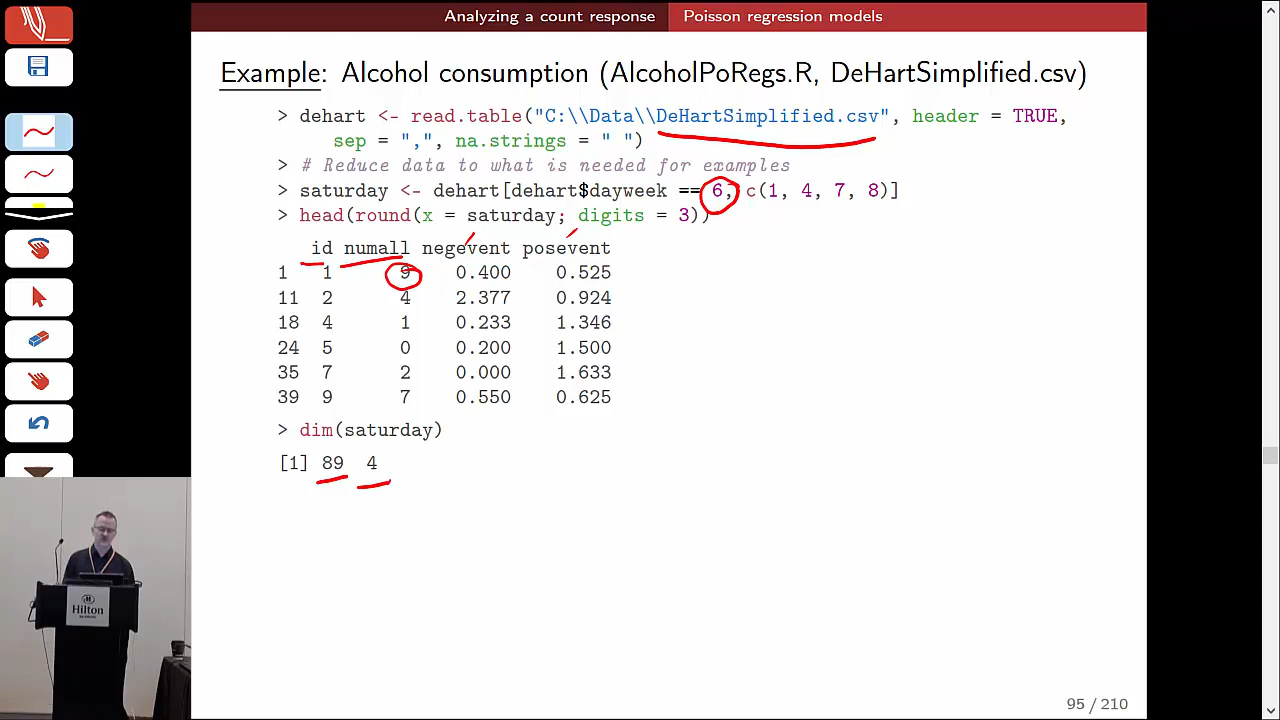 Analyzing a count response Poisson regression models
Example: Alcohol consumption (AlcoholPoRegs.R, DeHartSimplified.csv)
> dehart <- read.table("C:\\Data\\DeHartSimplified.csv", header = TRUE,
sep = ",", na.strings = " ")
> # Reduce data to what is needed for examples
> saturday <- dehart[dehart$dayweek == 6, c(1, 4, 7, 8)]
> head(round(x = saturday, digits = 3))
id numall negevent posevent
1 1 9 0.400 0.525
11 2 4 2.377 0.924
18 4 1 0.233 1.346
24 5 0 0.200 1.500
35 7 2 0.000 1.633
39 9 7 0.550 0.625
> dim(saturday)
[1] 89 4
Hilton
95 / 210